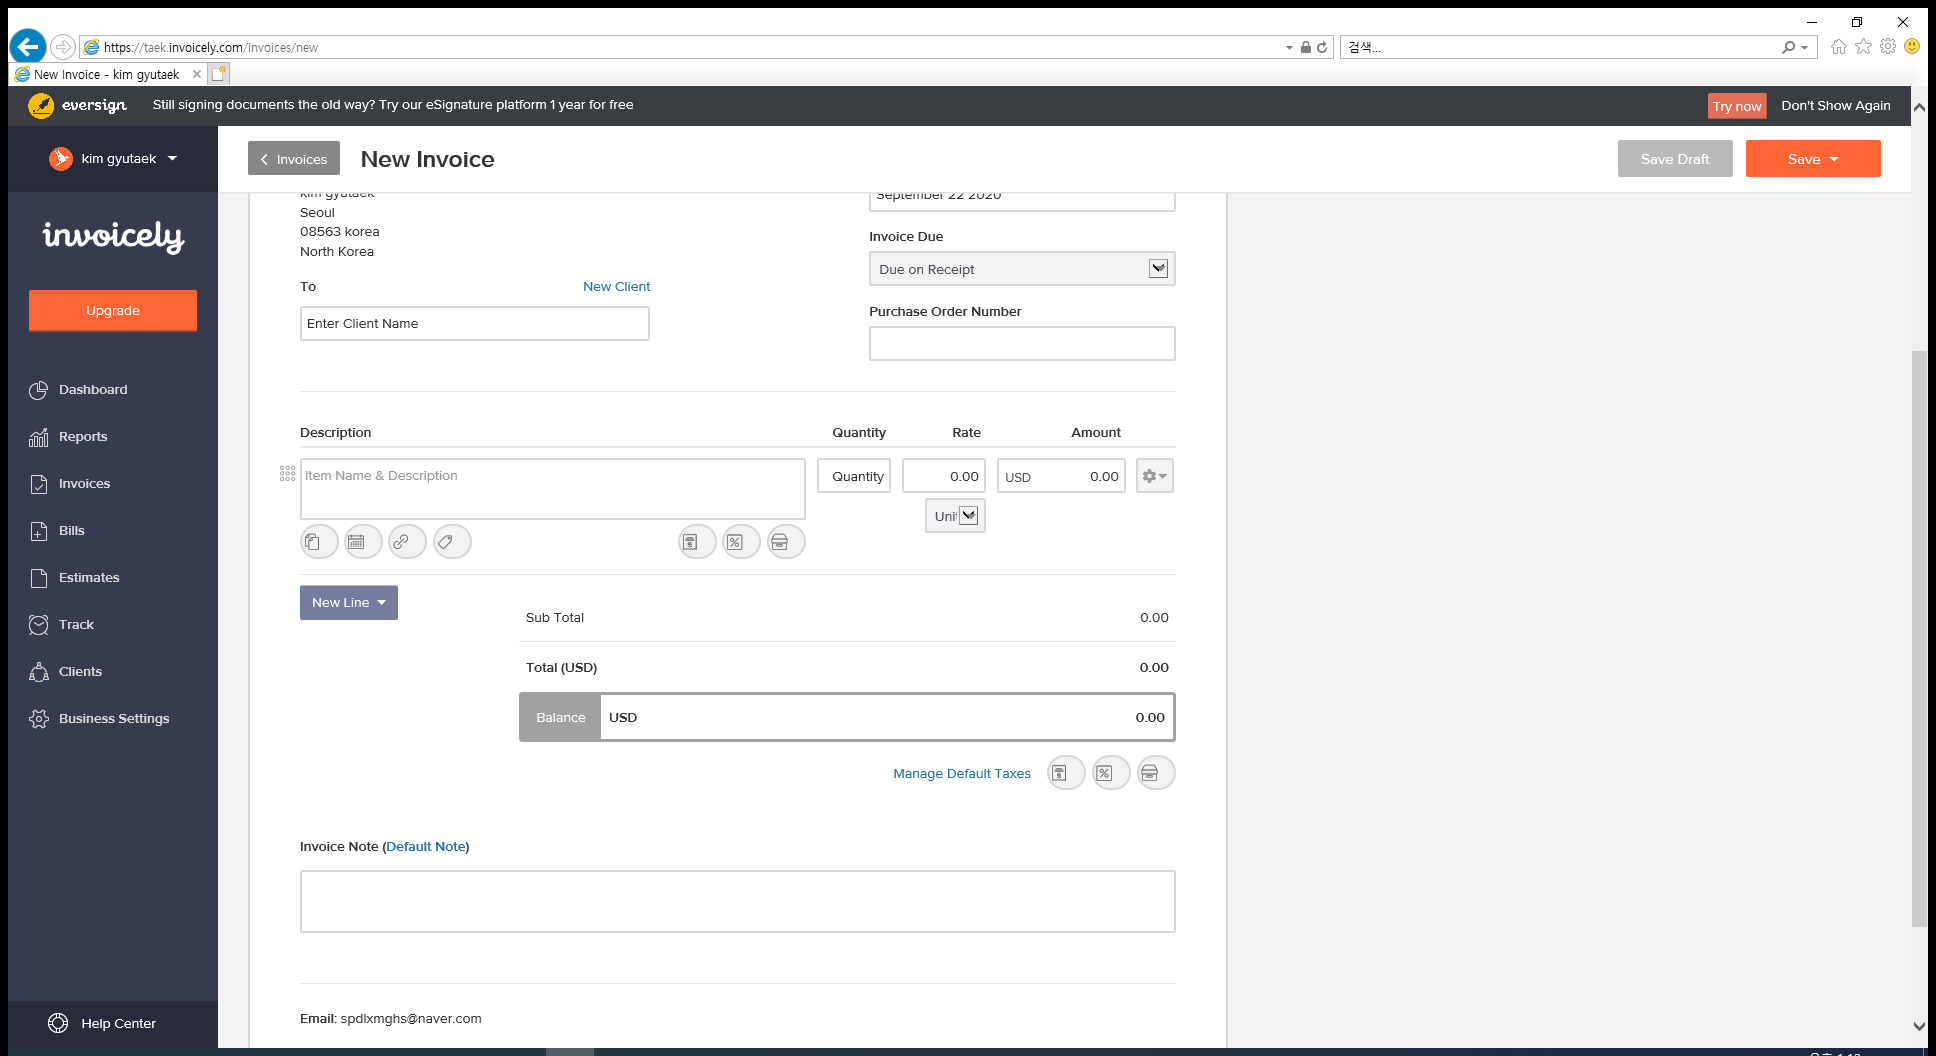 https://taek.invoicely.com/invoices/new
검색...
New Invoice - kim gyutaek
eversign Still signing documents the old way? Try our eSignature platform 1 year for free
Try now Don't Show Again
kim gyutaek
Invoices New Invoice
Save Draft Save
invoicely
Upgrade
Dashboard
Reports
Invoices
Bills
Estimates
Track
Clients
Business Settings
Help Center
kim gyutaek
Seoul
08563 korea
North Korea
September 22 2020
Invoice Due
Due on Receipt
To New Client
Enter Client Name
Purchase Order Number
Description Quantity Rate Amount
Item Name & Description Quantity 0.00 USD 0.00
Uni
New Line
Sub Total 0.00
Total (USD) 0.00
Balance USD 0.00
Manage Default Taxes
Invoice Note (Default Note)
Email: spdlxmghs@naver.com